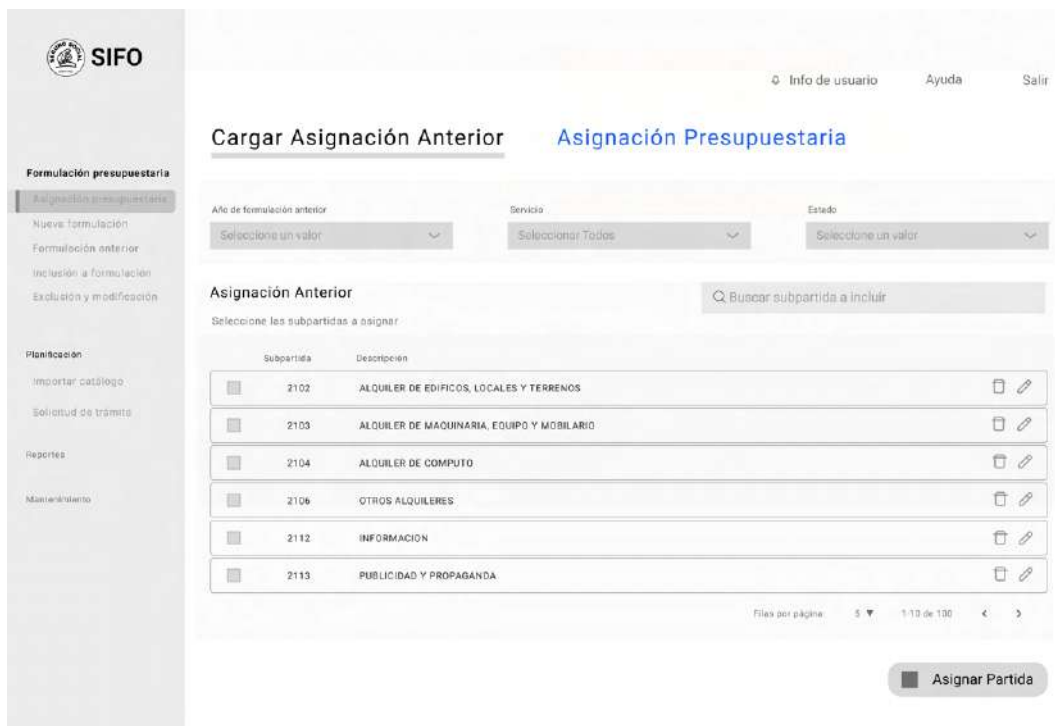 SIFO
Info de usuario Ayuda Salir
Cargar Asignación Anterior Asignación Presupuestaria
Formulación presupuestaria
Asignación presupuestaria
Nueva formulación
Formulación anterior
Inclusión a formulación
Exclusión y modificación
Planificación
Importar catálogo
Solicitud de trámite
Reportes
Mantenimiento
Año de formulación anterior Servicio Estado
Seleccione un valor Seleccionar Todos Seleccione un valor
Asignación Anterior
Buscar subpartida a incluir
Seleccione las subpartidas a asignar
Subpartida Descripción
2102 ALQUILER DE EDIFICOS, LOCALES Y TERRENOS
2103 ALQUILER DE MAQUINARIA, EQUIPO Y MOBILARIO
2104 ALQUILER DE COMPUTO
2106 OTROS ALQUILERES
2112 INFORMACION
2113 PUBLICIDAD Y PROPAGANDA
Filas por página: 5 1-10 de 100
Asignar Partida